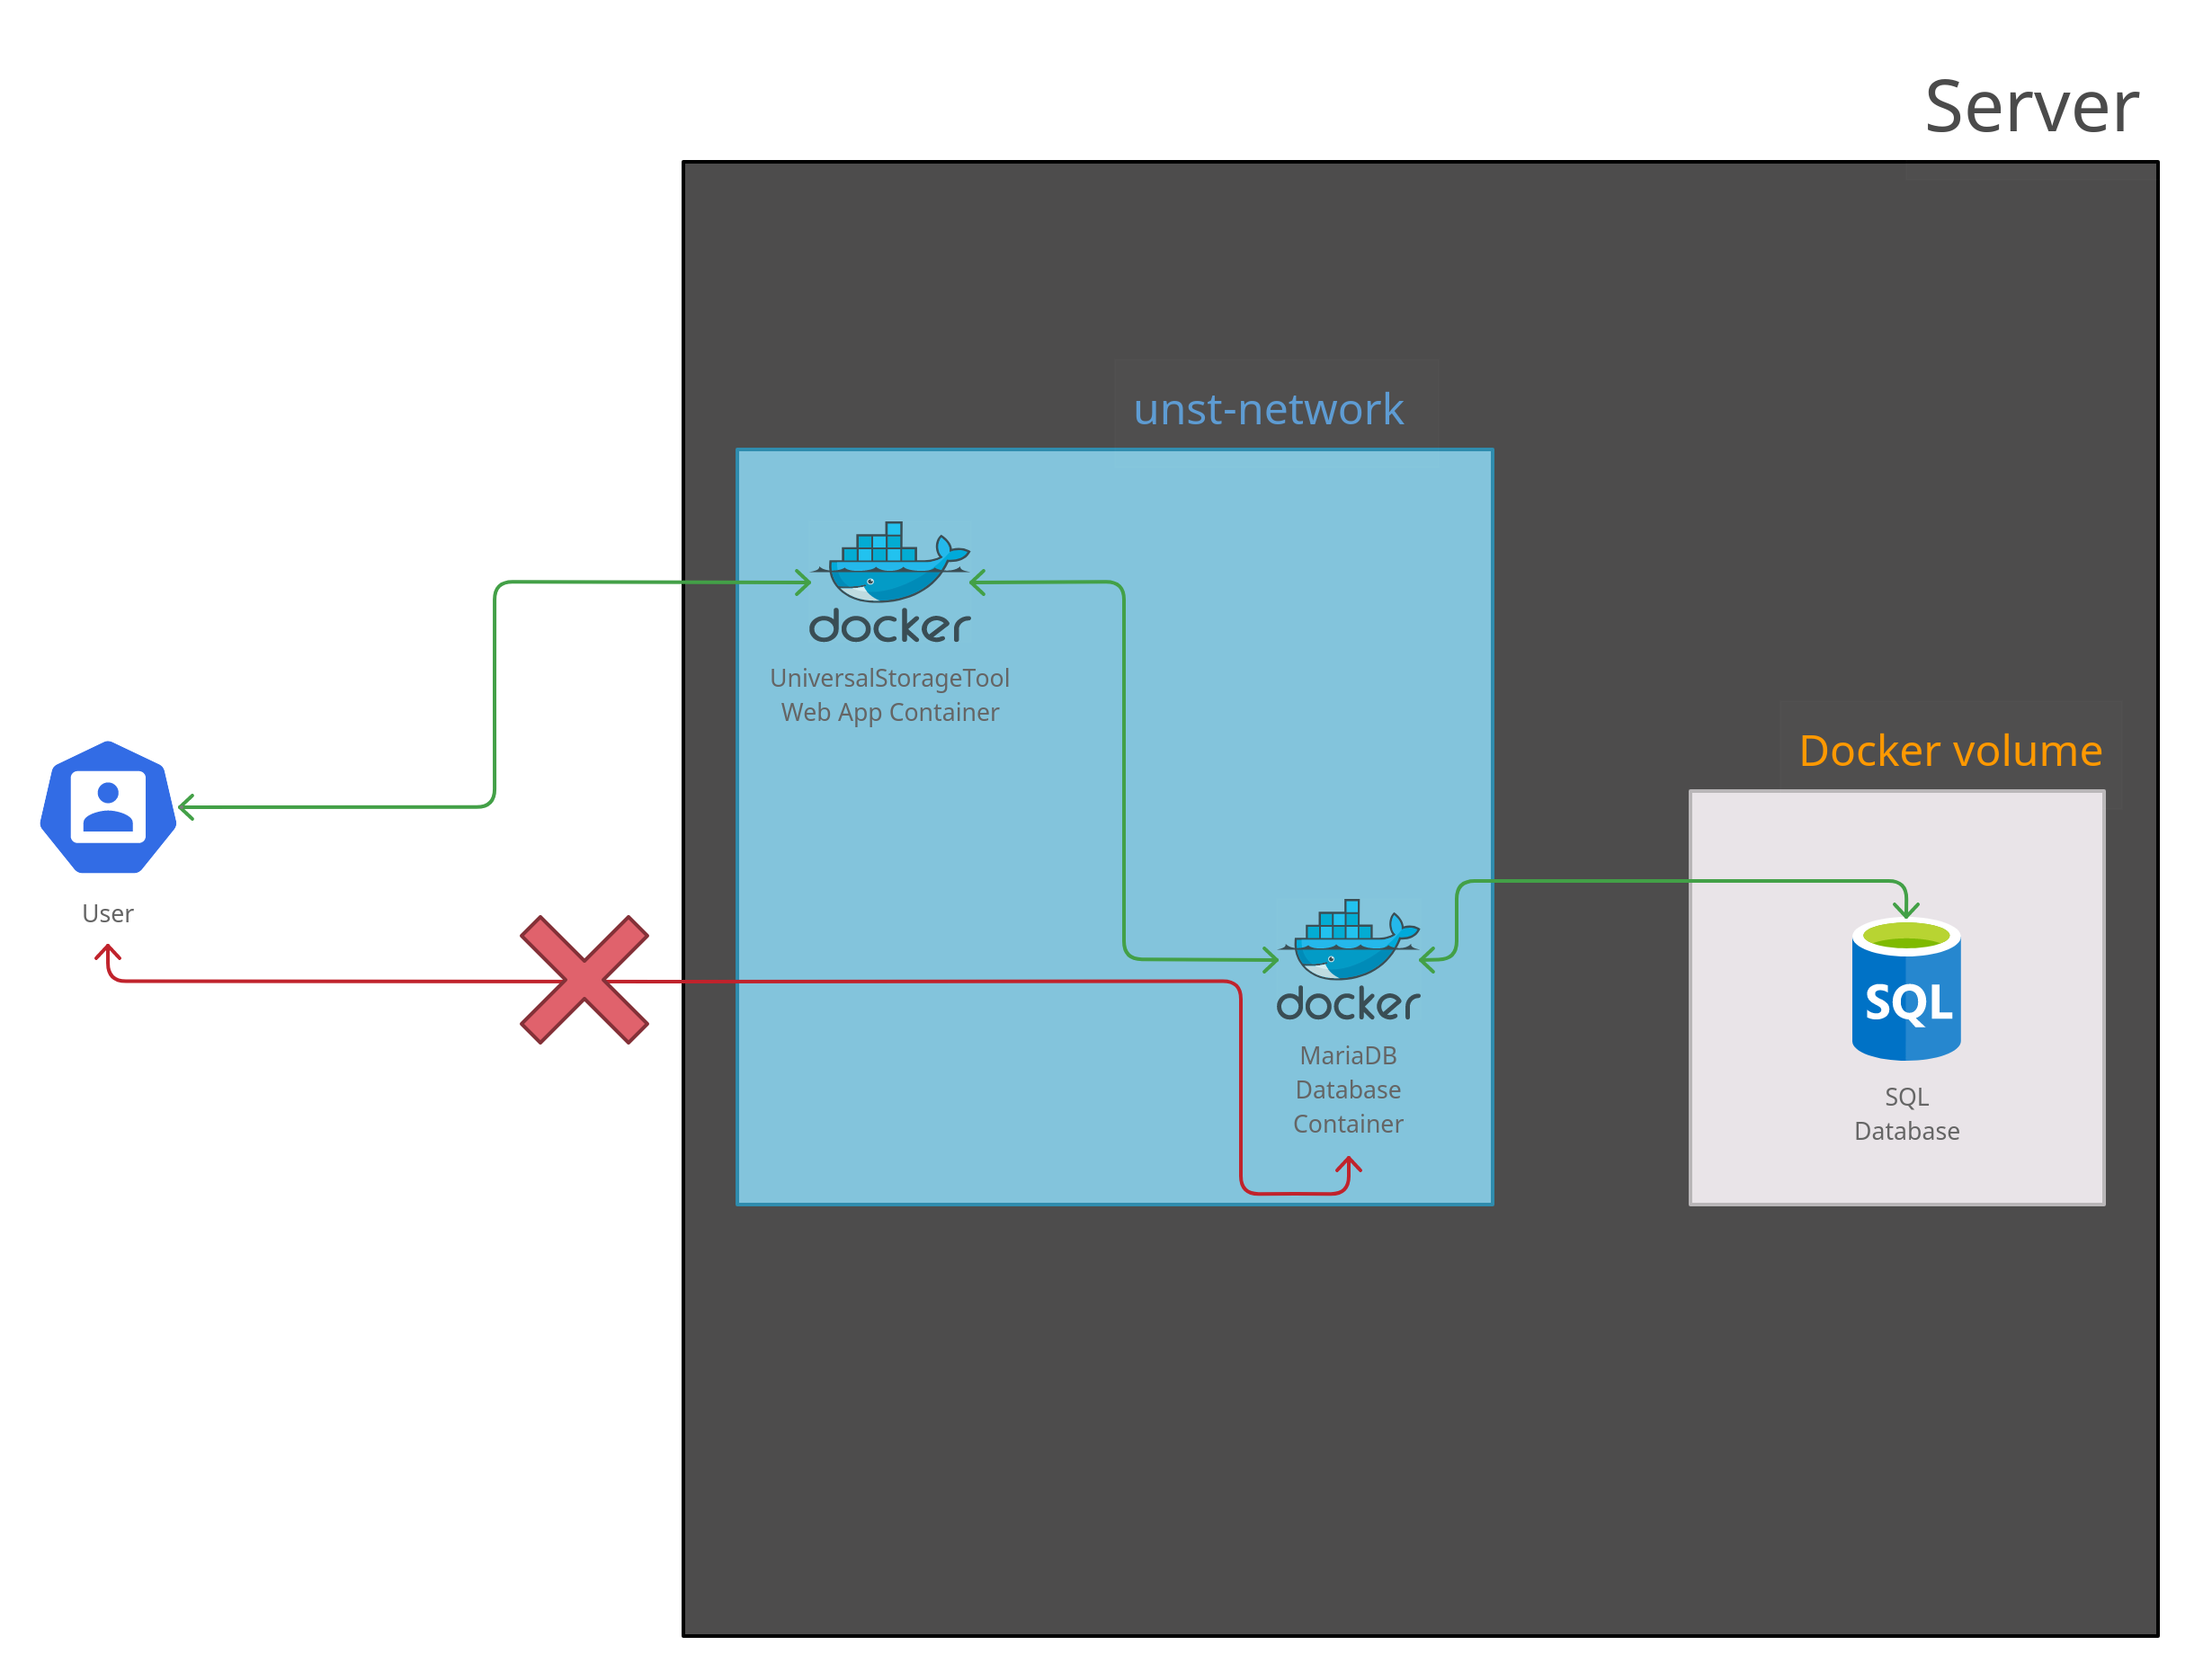 Server
unst-network
docker
UniversalStorageTool
Web App Container
Docker volume
User
docker
MariaDB
Database
Container
SQL
SQL
Database